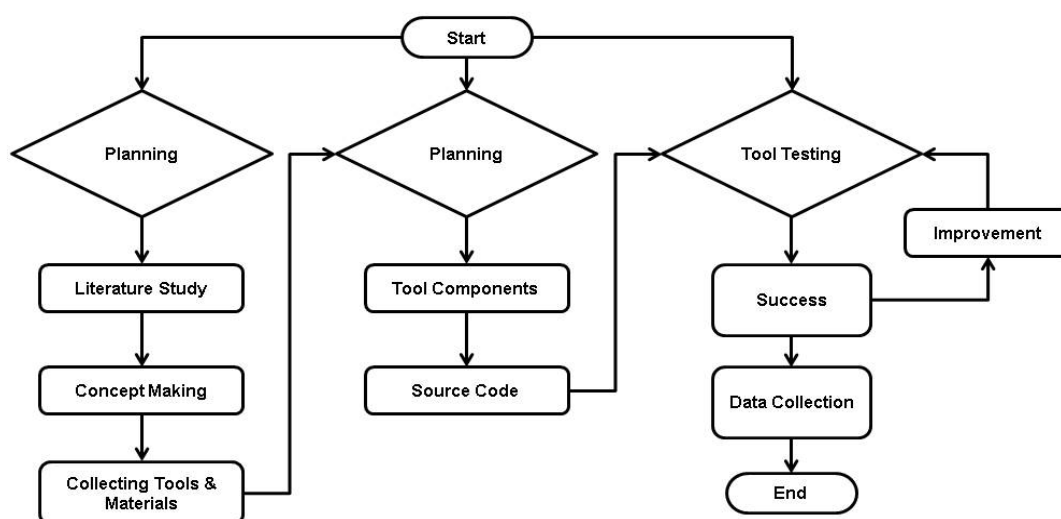 Start
Planning
Literature Study
Concept Making
Collecting Tools &
Materials
Planning
Tool Components
Source Code
Tool Testing
Improvement
Success
Data Collection
End